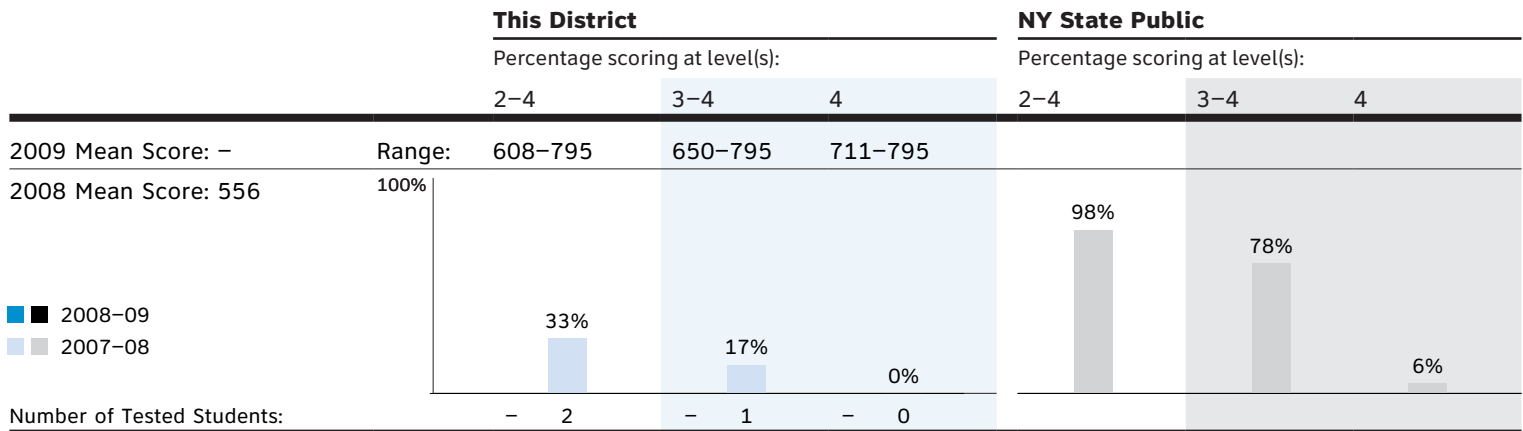 This District NY State Public
Percentage scoring at level(s): Percentage scoring at level(s):
2–4 3–4 4 2–4 3–4 4
2009 Mean Score: – Range: 608–795 650–795 711–795
2008 Mean Score: 556 100%
98%
78%
2008–09
33%
2007–08
17%
6%
0%
Number of Tested Students: – 2 – 1 – 0